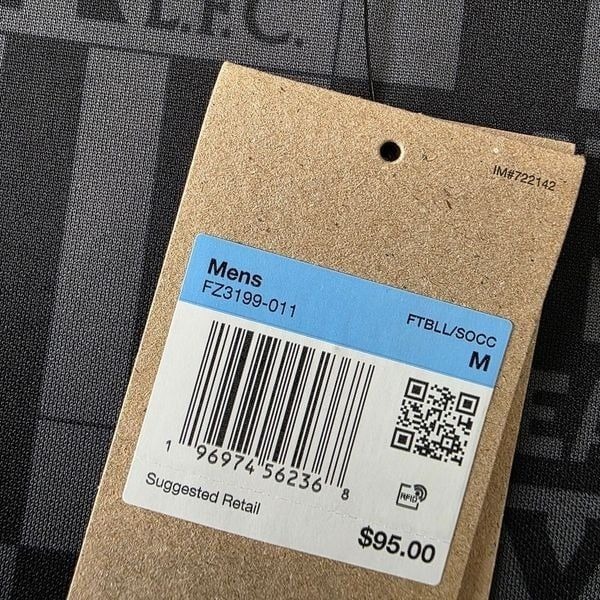 L.F.C.
IM#722142
Mens
FZ3199-011
FTBLL/SOCC
M
1 96974 56236 8
RFID
Suggested Retail
$95.00